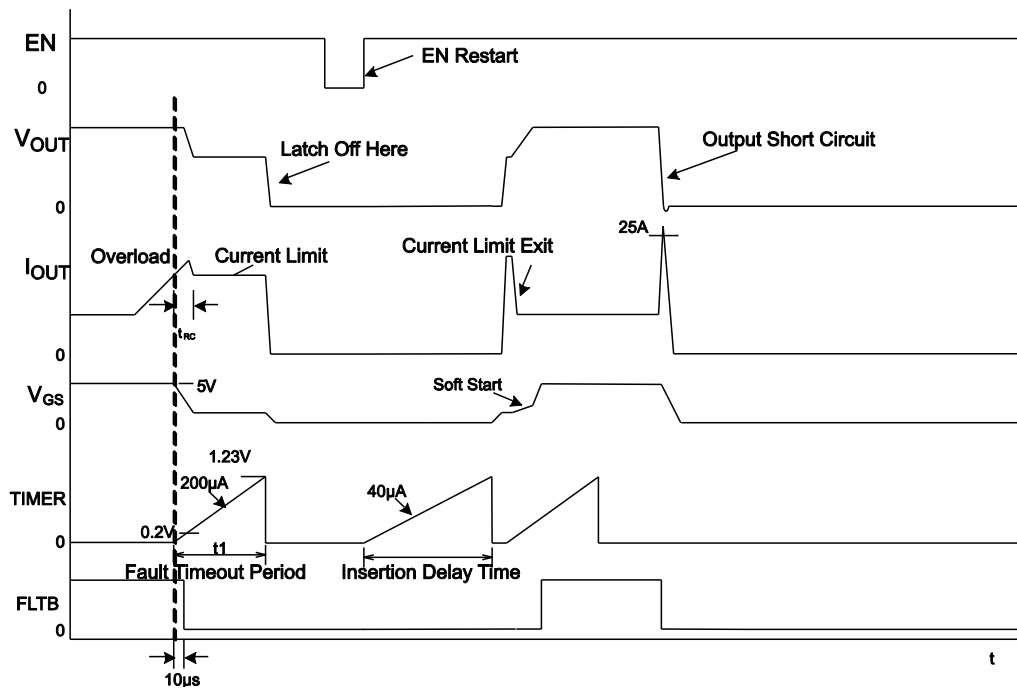 EN
EN Restart
0
VOUT
Output Short Circuit
Latch Off Here
0
25A
Current Limit Exit
Overload
Current Limit
IOUT
tRC
0
5V
VGS
Soft Start
0
1.23V
200µA
40µA
TIMER
0.2V
0
t1
Fault Timeout Period
Insertion Delay Time
FLTB
0
t
10µs